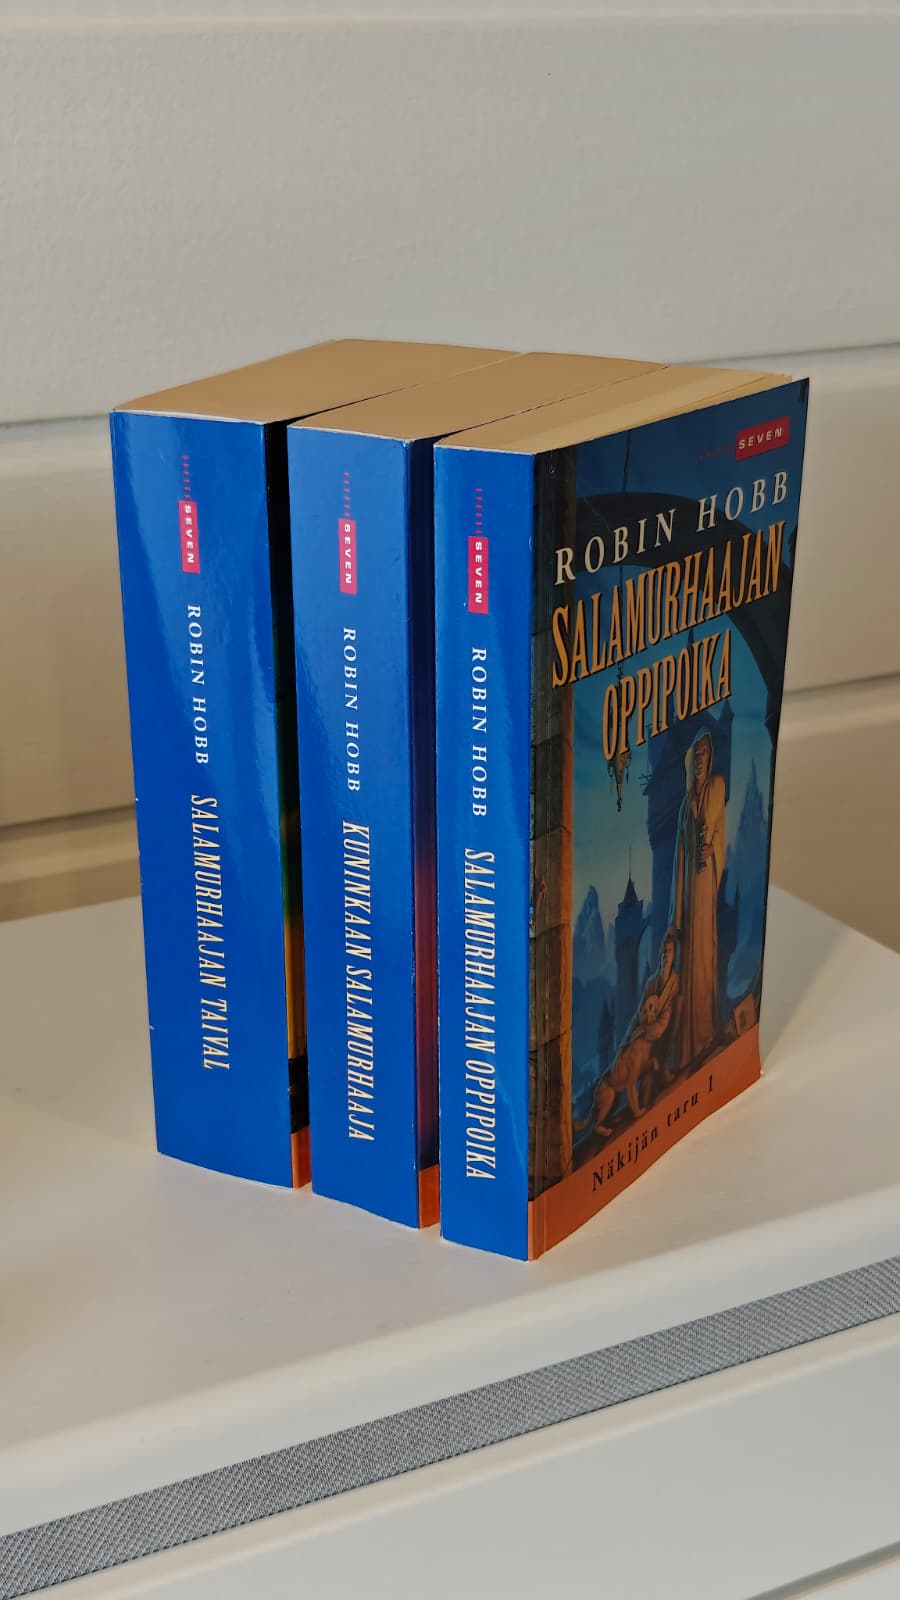 SEVEN
ROBIN HOBB
SALAMURHAAJAN TAIVAL
SEVEN
ROBIN HOBB
KUNINKAAN SALAMURHAAJA
SEVEN
ROBIN HOBB
SALAMURHAAJAN OPPIPOIKA
SEVEN
ROBIN HOBB
SALAMURHAAJAN
OPPIPOIKA
Näkijän taru I